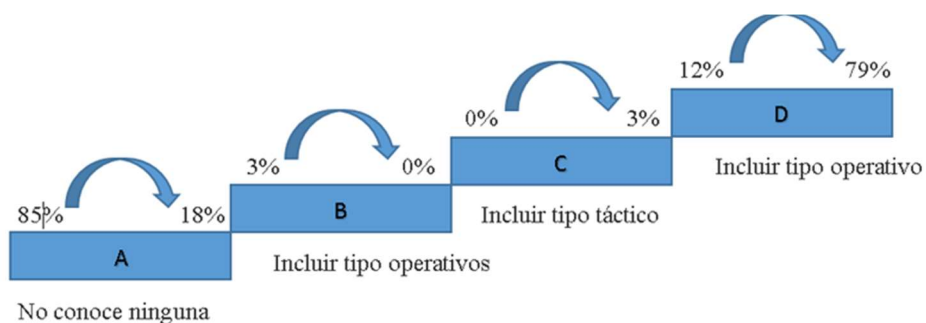 12% 79%
D
0% 3%
Incluir tipo operativo
C
3% 0%
Incluir tipo táctico
B
85% 18%
Incluir tipo operativos
A
No conoce ninguna